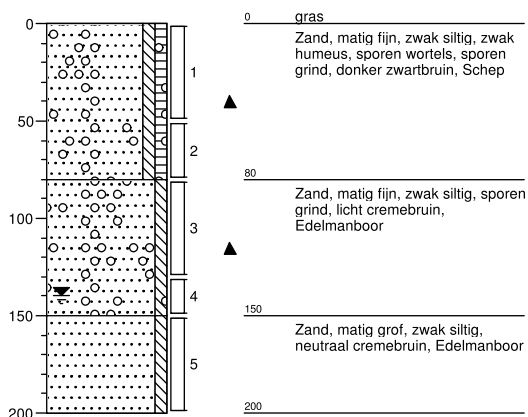 0
50
100
150
200
1
2
3
4
5
0 gras
Zand, matig fijn, zwak siltig, zwak
humeus, sporen wortels, sporen
grind, donker zwartbruin, Schep
80
Zand, matig fijn, zwak siltig, sporen
grind, licht cremebruin,
Edelmanboor
150
Zand, matig grof, zwak siltig,
neutraal cremebruin, Edelmanboor
200